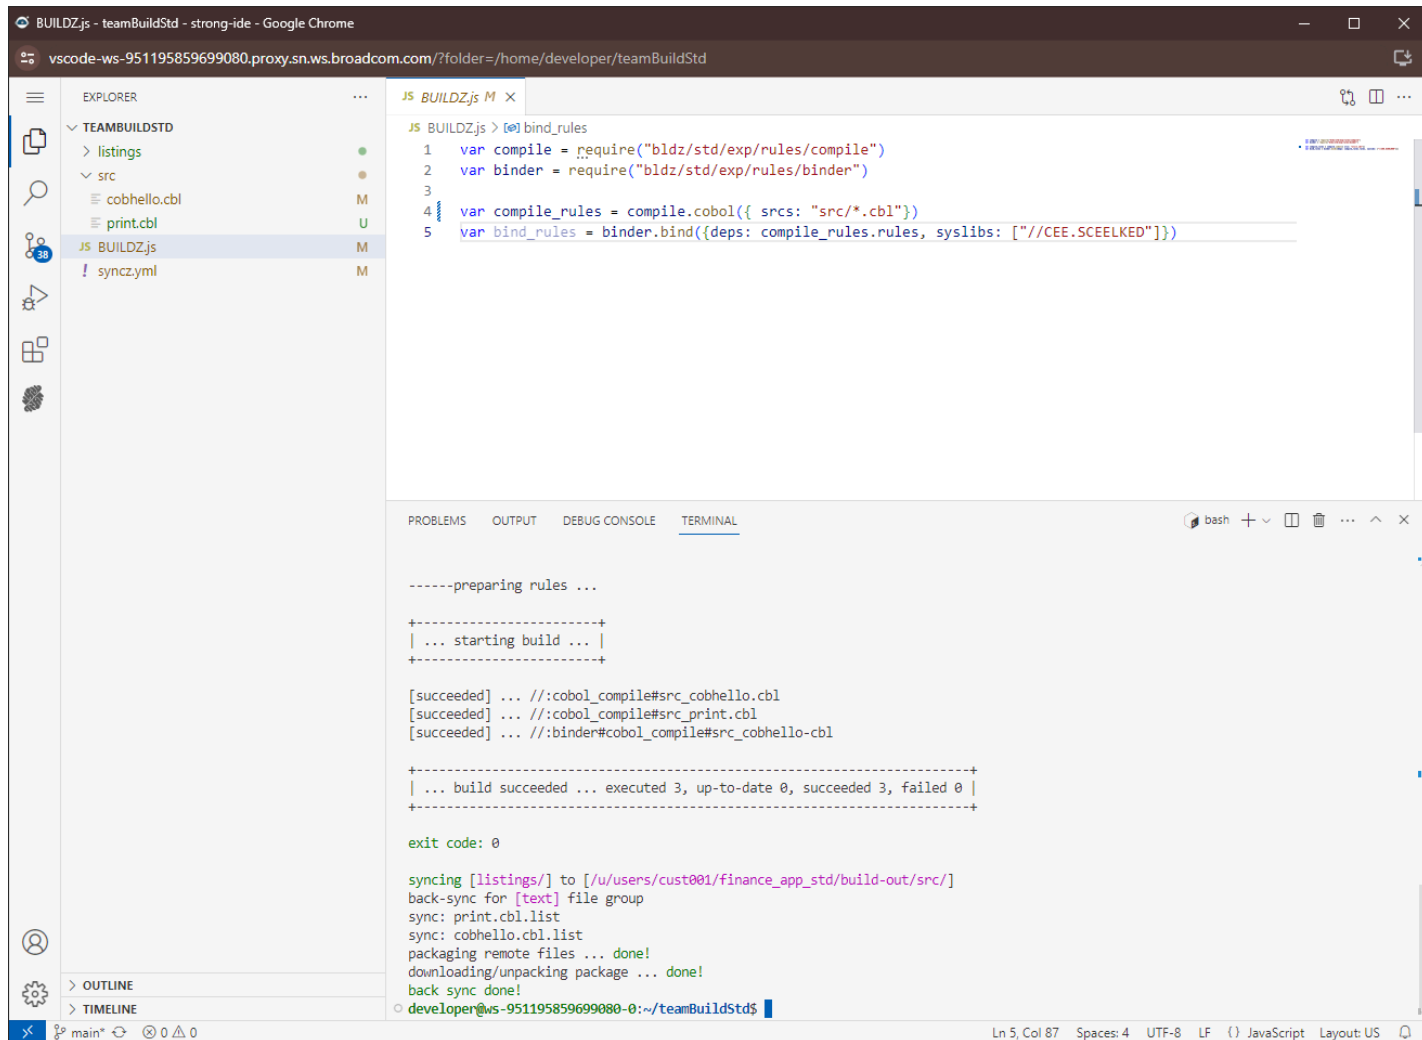 BUILDZ.js - teamBuildStd - strong-ide - Google Chrome
vscode-ws-951195859699080.proxy.sn.ws.broadcom.com/?folder=/home/developer/teamBuildStd
EXPLORER
TEAMBUILDSTD
listings
src
cobhello.cbl M
print.cbl U
JS BUILDZ.js M
! syncz.yml M
38
OUTLINE
TIMELINE
JS BUILDZ.js M
JS BUILDZ.js > bind_rules
1 var compile = require("bldz/std/exp/rules/compile")
2 var binder = require("bldz/std/exp/rules/binder")
3
4 var compile_rules = compile.cobol({ srcs: "src/*.cbl"})
5 var bind_rules = binder.bind({deps: compile_rules.rules, syslibs: ["//CEE.SCEELKED"]})
PROBLEMS OUTPUT DEBUG CONSOLE TERMINAL
bash
------preparing rules ...
+------------------------+
| ... starting build ... |
+------------------------+
[succeeded] ... //:cobol_compile#src_cobhello.cbl
[succeeded] ... //:cobol_compile#src_print.cbl
[succeeded] ... //:binder#cobol_compile#src_cobhello-cbl
+-------------------------------------------------------------------------+
| ... build succeeded ... executed 3, up-to-date 0, succeeded 3, failed 0 |
+-------------------------------------------------------------------------+
exit code: 0
syncing [listings/] to [/u/users/cust001/finance_app_std/build-out/src/]
back-sync for [text] file group
sync: print.cbl.list
sync: cobhello.cbl.list
packaging remote files ... done!
downloading/unpacking package ... done!
back sync done!
developer@ws-951195859699080-0:~/teamBuildStd$
main* 0 0 Ln 5, Col 87 Spaces: 4 UTF-8 LF {} JavaScript Layout: US